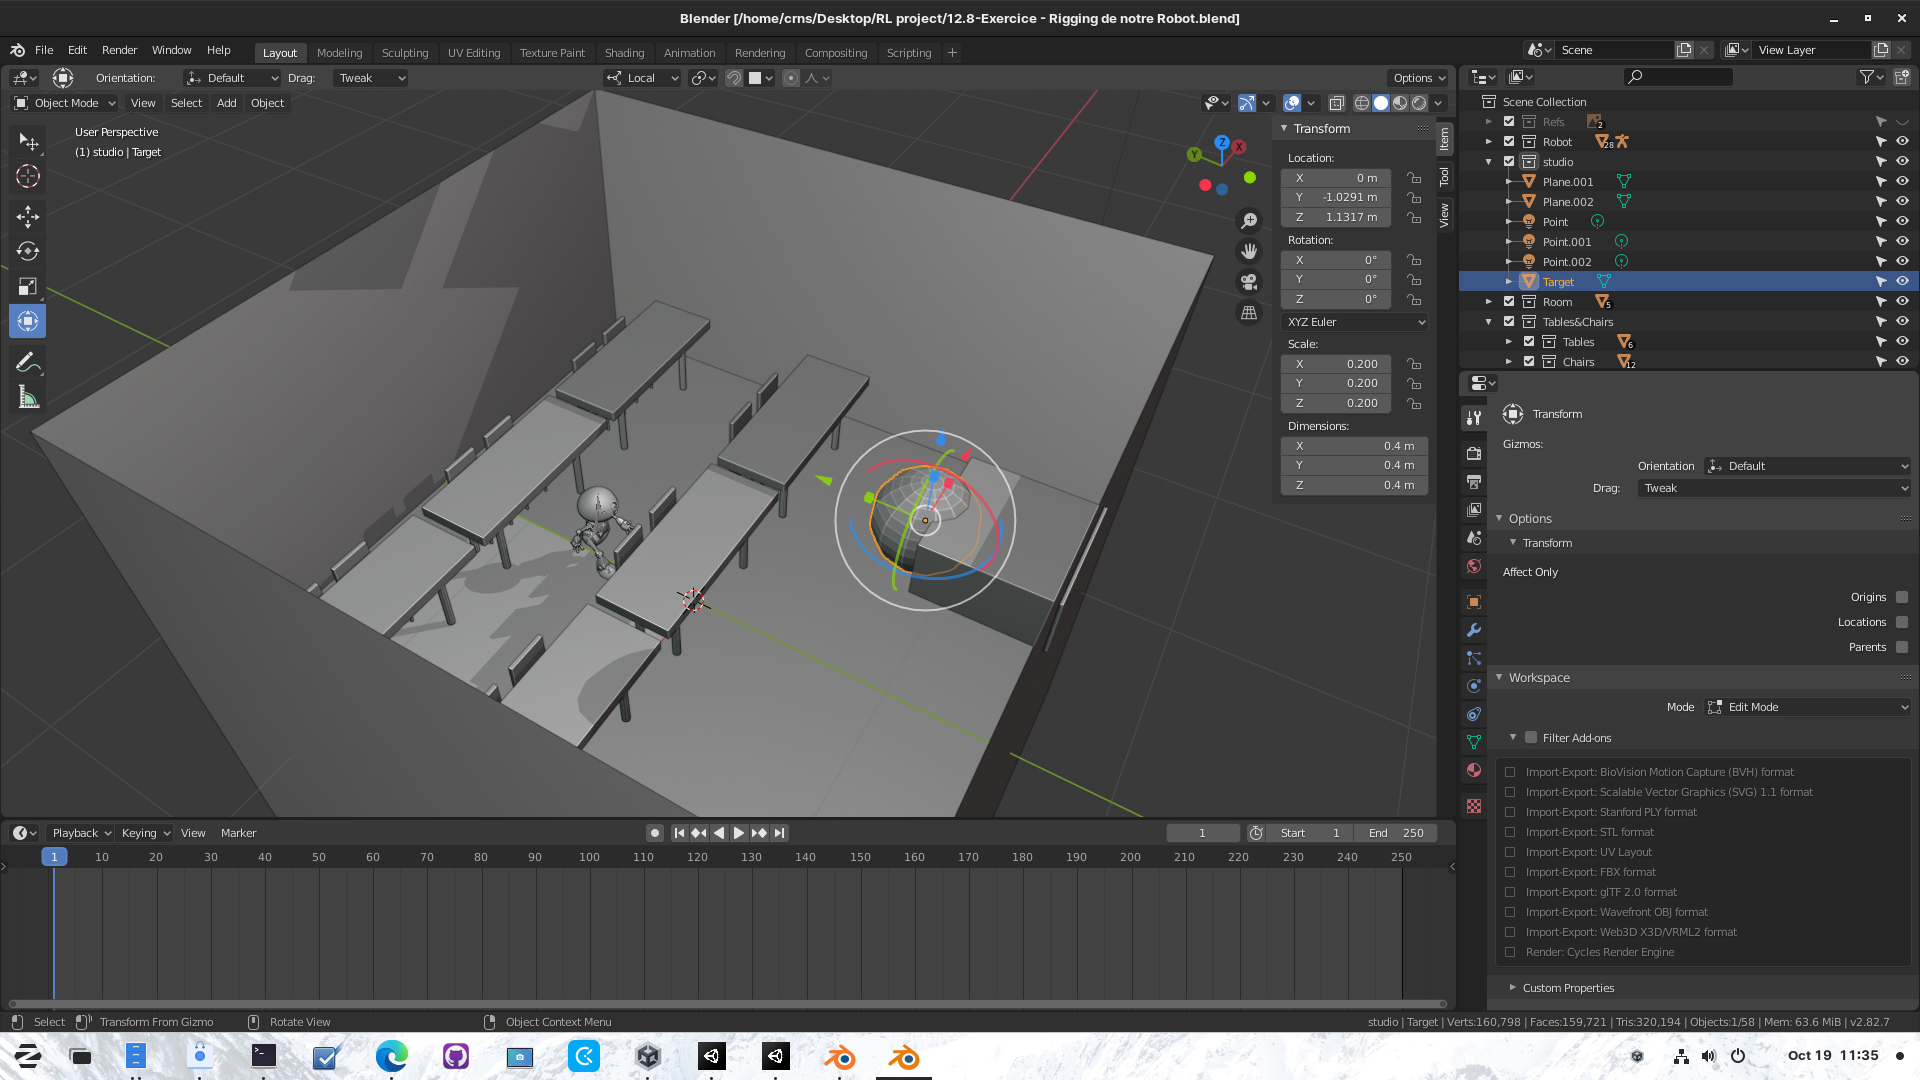 Blender [/home/crns/Desktop/RL project/12.8-Exercice - Rigging de notre Robot.blend]
File Edit Render Window Help Layout Modeling Sculpting UV Editing Texture Paint Shading Animation Rendering Compositing Scripting Scene View Layer
Orientation: Default Drag: Tweak Local Options
Object Mode View Select Add Object
User Perspective
(1) studio | Target
Transform
Location:
X 0 m
Y -1.0291 m
Z 1.1317 m
Rotation:
X 0°
Y 0°
Z 0°
XYZ Euler
Scale:
X 0.200
Y 0.200
Z 0.200
Dimensions:
X 0.4 m
Y 0.4 m
Z 0.4 m
Item
Tool
View
Z
Y
X
Scene Collection
Refs 2
Robot 28
studio
Plane.001
Plane.002
Point
Point.001
Point.002
Target
Room 5
Tables&Chairs
Tables 6
Chairs 12
Transform
Gizmos:
Orientation Default
Drag: Tweak
Options
Transform
Affect Only
Origins
Locations
Parents
Workspace
Mode Edit Mode
Filter Add-ons
Import-Export: BioVision Motion Capture (BVH) format
Import-Export: Scalable Vector Graphics (SVG) 1.1 format
Import-Export: Stanford PLY format
Import-Export: STL format
Import-Export: UV Layout
Import-Export: FBX format
Import-Export: glTF 2.0 format
Import-Export: Wavefront OBJ format
Import-Export: Web3D X3D/VRML2 format
Render: Cycles Render Engine
Custom Properties
Playback Keying View Marker 1 Start 1 End 250
1 10 20 30 40 50 60 70 80 90 100 110 120 130 140 150 160 170 180 190 200 210 220 230 240 250
Select Transform From Gizmo Rotate View Object Context Menu studio | Target | Verts:160,798 | Faces:159,721 | Tris:320,194 | Objects:1/58 | Mem: 63.6 MiB | v2.82.7
Oct 19 11:35